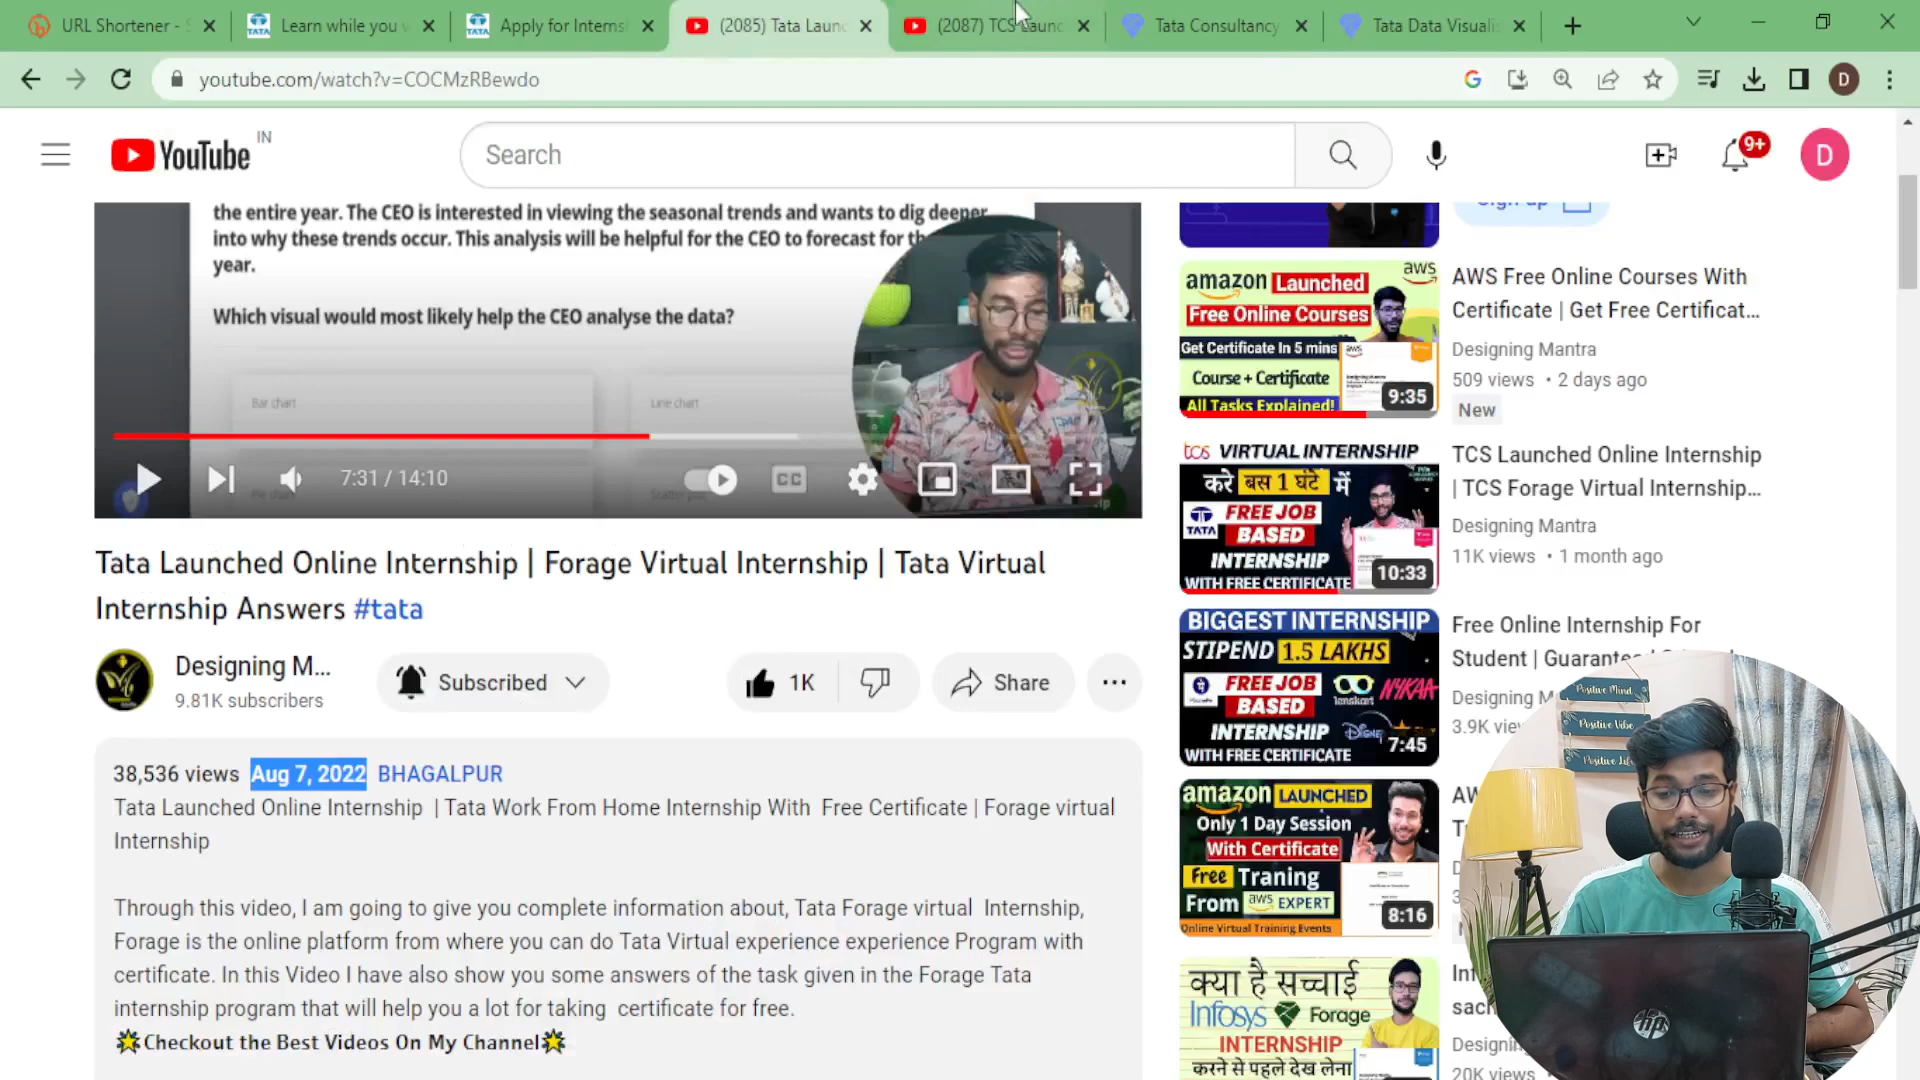 URL Shortener - S
Learn while you v
Apply for Interns
(2085) Tata Laun
(2087) TCS Launc
Tata Consultancy
Tata Data Visuali
youtube.com/watch?v=COCMzRBewdo
D
YouTube IN
Search
9+
D
the entire year. The CEO is interested in viewing the seasonal trends and wants to dig deeper
into why these trends occur. This analysis will be helpful for the CEO to forecast for th
year.
Which visual would most likely help the CEO analyse the data?
Bar chart
Line chart
7:31 / 14:10
CC
Tata Launched Online Internship | Forage Virtual Internship | Tata Virtual
Internship Answers #tata
Designing M...
9.81K subscribers
Subscribed
1K
Share
38,536 views Aug 7, 2022 BHAGALPUR
Tata Launched Online Internship | Tata Work From Home Internship With Free Certificate | Forage virtual
Internship
Through this video, I am going to give you complete information about, Tata Forage virtual Internship,
Forage is the online platform from where you can do Tata Virtual experience experience Program with
certificate. In this Video I have also show you some answers of the task given in the Forage Tata
internship program that will help you a lot for taking certificate for free.
🌟Checkout the Best Videos On My Channel🌟
Sign up
amazon Launched
aws
Free Online Courses
Get Certificate In 5 mins
Course + Certificate
All Tasks Explained!
9:35
AWS Free Online Courses With
Certificate | Get Free Certificat...
Designing Mantra
509 views • 2 days ago
New
tcs VIRTUAL INTERNSHIP
करे बस 1 घंटे में
TATA
FREE JOB
BASED
INTERNSHIP
WITH FREE CERTIFICATE
10:33
TCS Launched Online Internship
| TCS Forage Virtual Internship...
Designing Mantra
11K views • 1 month ago
BIGGEST INTERNSHIP
STIPEND 1.5 LAKHS
FREE JOB
BASED
INTERNSHIP
WITH FREE CERTIFICATE
lenskart
NYKAA
Disney
7:45
Free Online Internship For
Student | Guarante
Designing M
3.9K vie
amazon LAUNCHED
Only 1 Day Session
With Certificate
Free Traning
From aws EXPERT
Online Virtual Training Events
8:16
AW
क्या है सच्चाई
Infosys Forage
INTERNSHIP
करने से पहले देख लेना
Int
sach
Designin
20K views
Positive Mind
Positive Vibe
Positive Life
hp